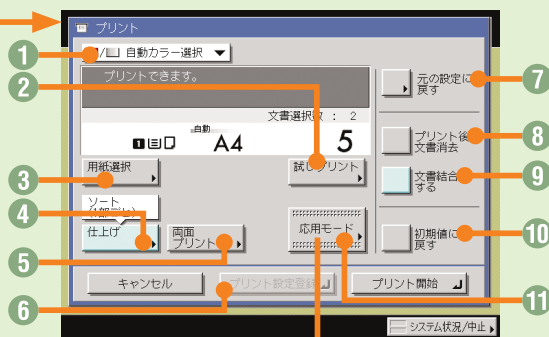 プリント
1
/ 自動カラー選択 ▼
プリントできます。
2
文書選択数 : 2
自動
1 A4 5
用紙選択
試しプリント
3
ソート
(1部
仕上げ
4
両面
プリント
5
応用モード
元の設定に
戻す
7
プリント後
文書消去
8
文書結合
する
9
初期値に
戻す
10
11
キャンセル
プリント設定登録
プリント開始
6
システム状況/中止